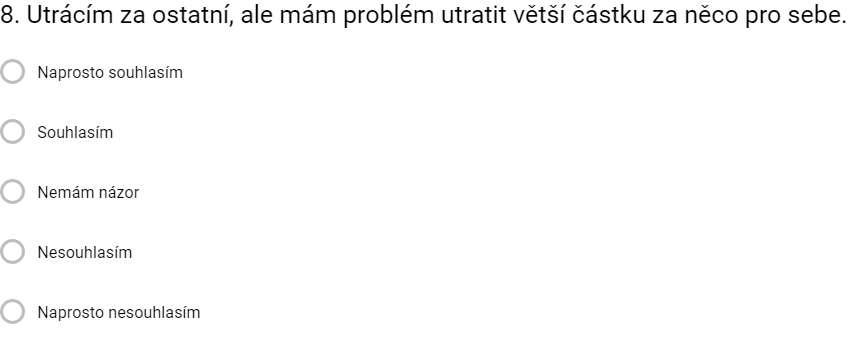 8. Utrácím za ostatní, ale mám problém utratit větší částku za něco pro sebe.
Naprosto souhlasím
Souhlasím
Nemám názor
Nesouhlasím
Naprosto nesouhlasím